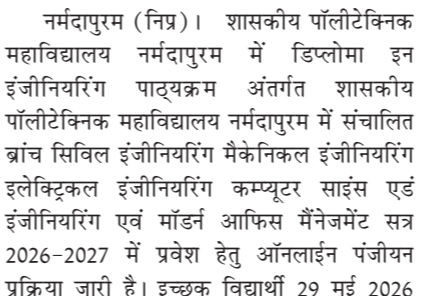 नर्मदापुरम (निप्र)। शासकीय पॉलीटेक्निक
महाविद्यालय नर्मदापुरम में डिप्लोमा इन
इंजीनियरिंग पाठ्यक्रम अंतर्गत शासकीय
पॉलीटेक्निक महाविद्यालय नर्मदापुरम में संचालित
ब्रांच सिविल इंजीनियरिंग मैकेनिकल इंजीनियरिंग
इलेक्ट्रिकल इंजीनियरिंग कम्प्यूटर साइंस एडं
इंजीनियरिंग एवं मॉडर्न आफिस मैंनेजमेंट सत्र
2026-2027 में प्रवेश हेतु ऑनलाईन पंजीयन
प्रक्रिया जारी है। इच्छुक विद्यार्थी 29 मई 2026